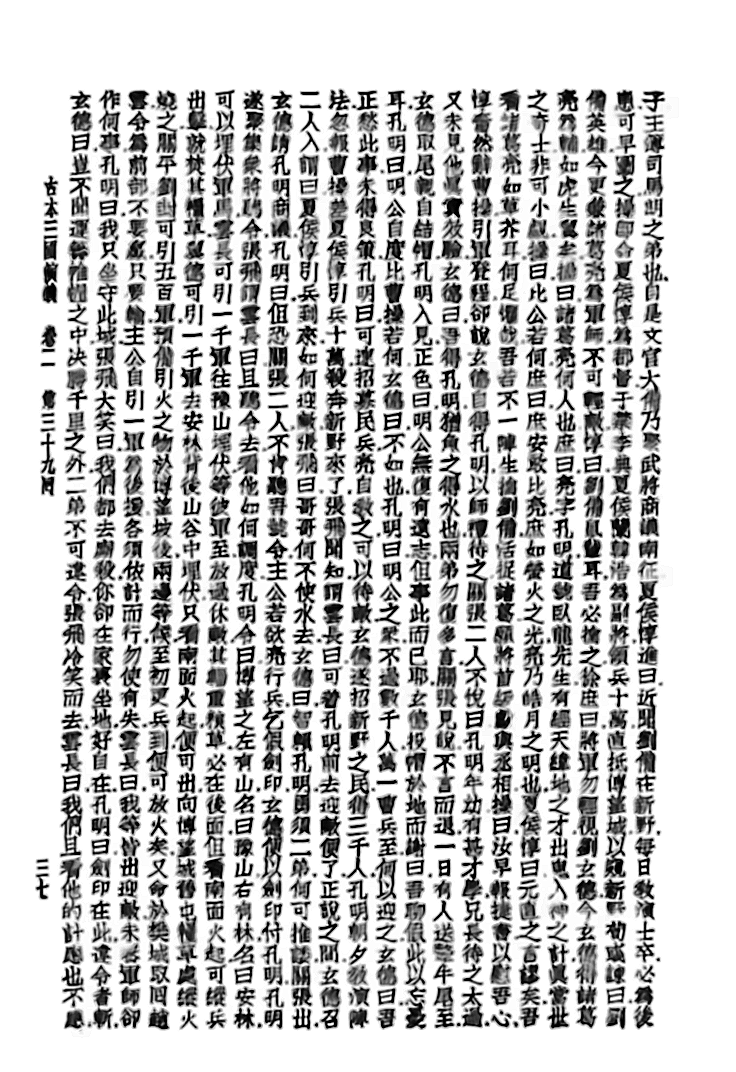 子主簿司馬朗之弟也自是文官大備乃聚武將商議南征夏侯惇進曰近聞劉備在新野每日敎演士卒必為後
患可早圖之操卽令夏侯惇為都督于禁李典夏侯蘭韓浩為副將領兵十萬直抵博望城以窺新野荀彧諫曰劉
備英雄今更兼諸葛亮為軍師不可輕敵惇曰劉備鼠輩耳吾必擒之徐庶曰將軍勿輕視劉玄德今玄德得諸葛
亮為輔如虎生翼矣操曰諸葛亮何人也庶曰亮字孔明道號臥龍先生有經天緯地之才出鬼入神之計眞當世
之奇士非可小覷操曰比公若何庶曰庶安敢比亮庶如螢火之光亮乃皓月之明也夏侯惇曰元直之言謬矣吾
看諸葛亮如草芥耳何足懼哉吾若不一陣生擒劉備活捉諸葛願將首級獻與丞相操曰汝早報捷書以慰吾心
惇奮然辭曹操引軍登程卻說玄德自得孔明以師禮待之關張二人不悅曰孔明年幼有甚才學兄長待之太過
又未見他眞實效驗玄德曰吾得孔明猶魚之得水也兩弟勿復多言關張見說不言而退一日有人送犛牛尾至
玄德取尾親自結帽孔明入見正色曰明公無復有遠志但事此而已耶玄德投帽於地而謝曰吾聊假此以忘憂
耳孔明曰明公自度比曹操若何玄德曰不如也孔明曰明公之衆不過數千人萬一曹兵至何以迎之玄德曰吾
正愁此事未得良策孔明曰可速招募民兵亮自敎之可以待敵玄德遂招新野之民得三千人孔明朝夕敎演陣
法忽報曹操差夏侯惇引兵十萬殺奔新野來了張飛聞知謂雲長曰可着孔明前去迎敵便了正說之間玄德召
二人入謂曰夏侯惇引兵到來如何迎敵張飛曰哥哥何不使水去玄德曰智賴孔明勇須二弟何可推諉關張出
玄德請孔明商議孔明曰但恐關張二人不肯聽吾號令主公若欲亮行兵乞假劍印玄德便以劍印付孔明孔明
遂聚集衆將聽令張飛謂雲長曰且聽令去看他如何調度孔明令曰博望之左有山名曰豫山右有林名曰安林
可以埋伏軍馬雲長可引一千軍往豫山埋伏等彼軍至放過休敵其輜重糧草必在後面但看南面火起可縱兵
出擊就焚其糧草翼德可引一千軍去安林背後山谷中埋伏只看南面火起便可出向博望城舊屯糧草處縱火
燒之關平劉封可引五百軍預備引火之物於博望坡後兩邊等候至初更兵到便可放火矣又命於樊城取回趙
雲令為前部不要贏只要輸主公自引一軍為後援各須依計而行勿使有失雲長曰我等皆出迎敵未審軍師卻
作何事孔明曰我只坐守此城張飛大笑曰我們都去廝殺你卻在家裏坐地好自在孔明曰劍印在此違令者斬
玄德曰豈不聞運籌帷幄之中決勝千里之外二弟不可違令張飛冷笑而去雲長曰我們且看他的計應也不應
古本三國演義　卷二　第三十九回
三七